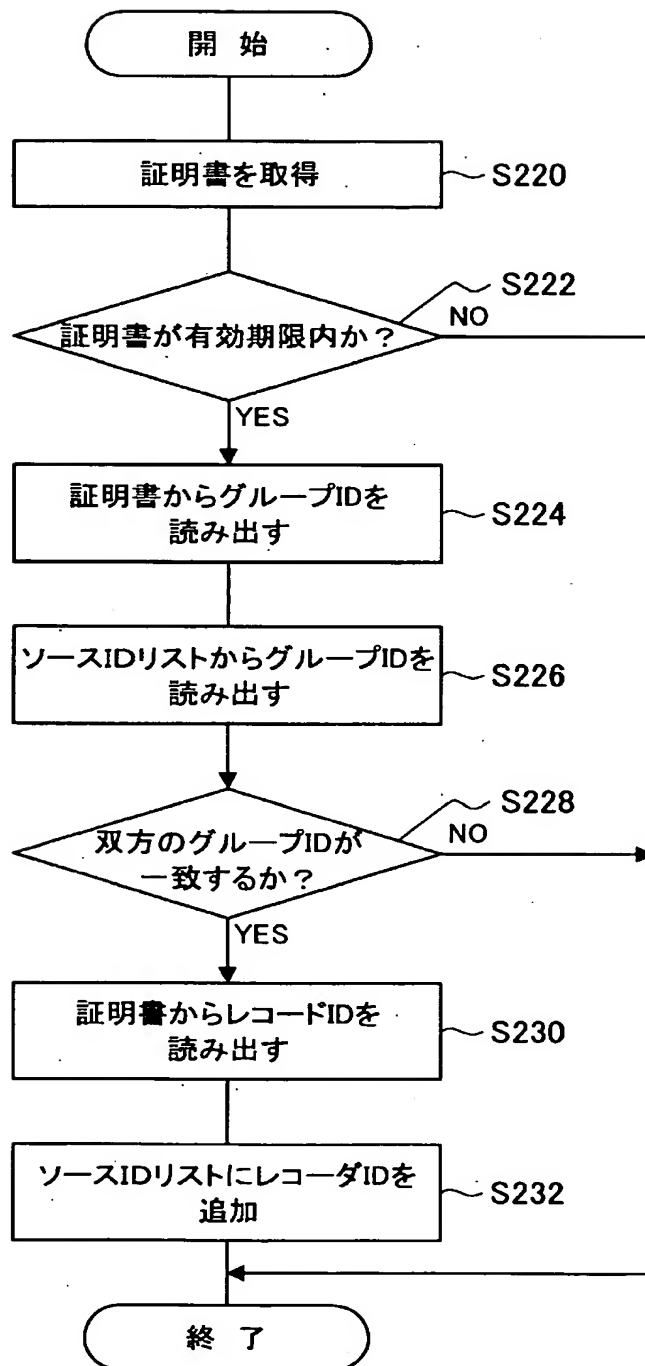 開 始
証明書を取得
S220
証明書が有効期限内か？
S222
NO
YES
証明書からグループIDを
読み出す
S224
ソースIDリストからグループIDを
読み出す
S226
双方のグループIDが
一致するか？
S228
NO
YES
証明書からレコードIDを
読み出す
S230
ソースIDリストにレコーダIDを
追加
S232
終 了